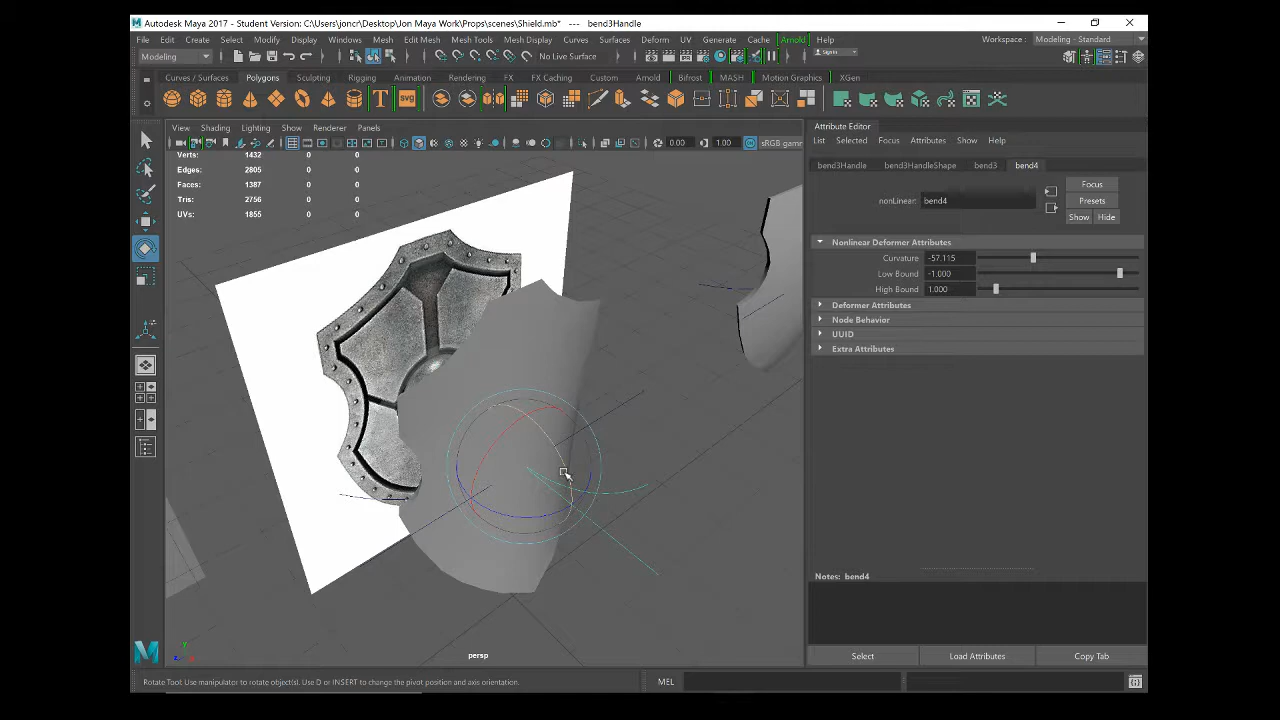 Autodesk Maya 2017 - Student Version: C:\Users\joncr\Desktop\Jon Maya Work\Props\scenes\Shield.mb* --- bend3Handle
File Edit Create Select Modify Display Windows Mesh Edit Mesh Mesh Tools Mesh Display Curves Surfaces Deform UV Generate Cache Arnold Help Workspace : Modeling - Standard
Modeling No Live Surface Sign in
Curves / Surfaces Polygons Sculpting Rigging Animation Rendering FX FX Caching Custom Arnold Bifrost MASH Motion Graphics XGen
T SVG
View Shading Lighting Show Renderer Panels
Attribute Editor
List Selected Focus Attributes Show Help
0.00 1.00 sRGB gamm
Verts: 1432 0 0
Edges: 2805 0 0
Faces: 1387 0 0
Tris: 2756 0 0
UVs: 1855 0 0
bend3Handle bend3HandleShape bend3 bend4
Focus
nonLinear: bend4 Presets
Show Hide
Nonlinear Deformer Attributes
Curvature -57.115
Low Bound -1.000
High Bound 1.000
Deformer Attributes
Node Behavior
UUID
Extra Attributes
Notes: bend4
persp
Select Load Attributes Copy Tab
Rotate Tool: Use manipulator to rotate object(s). Use D or INSERT to change the pivot position and axis orientation. MEL